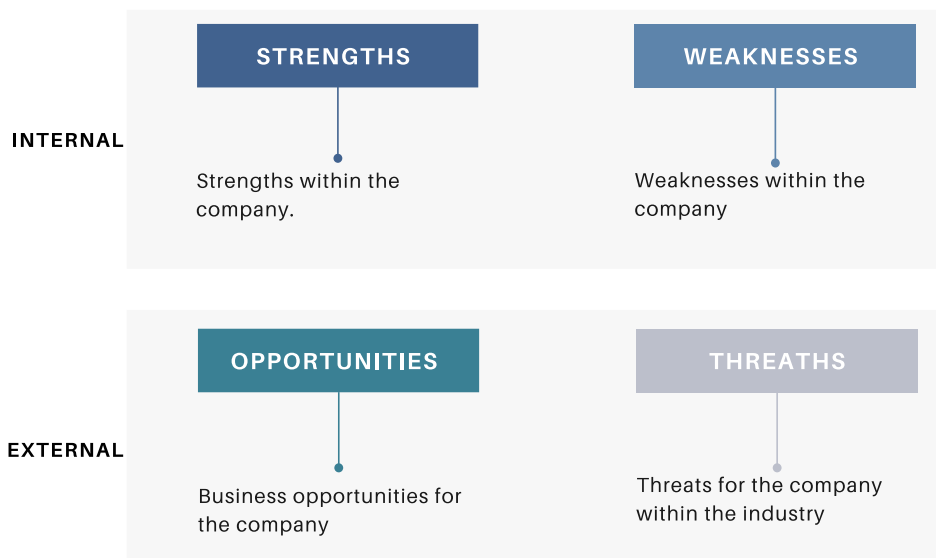 STRENGTHS
WEAKNESSES
INTERNAL
Strengths within the
company.
Weaknesses within the
company
OPPORTUNITIES
THREATHS
EXTERNAL
Business opportunities for
the company
Threats for the company
within the industry